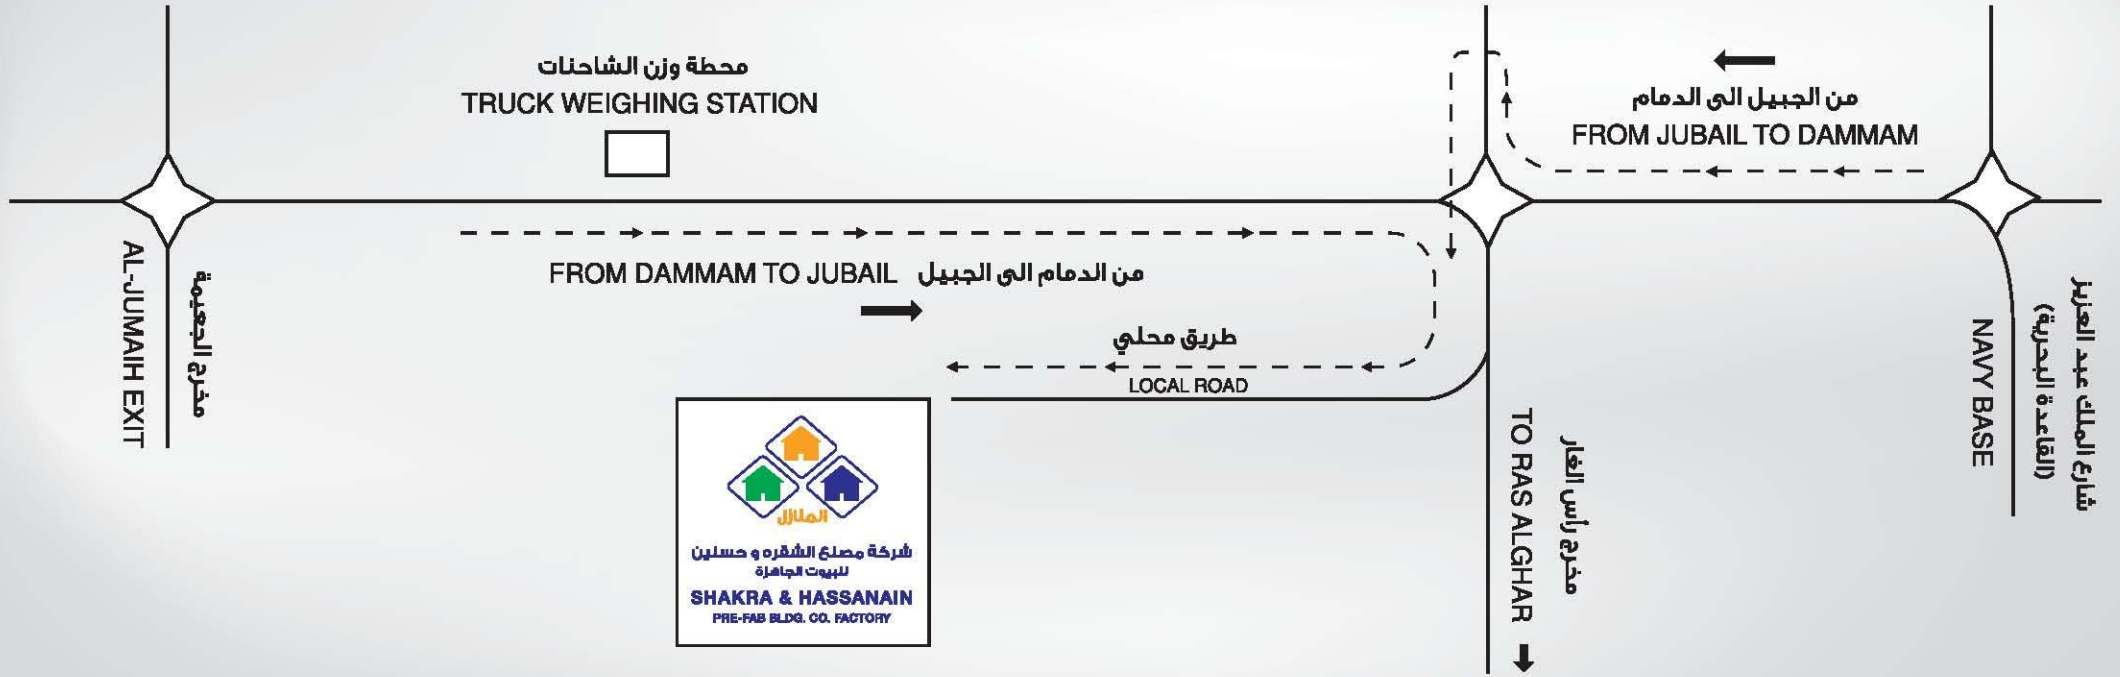 محطة وزن الشاحنات
TRUCK WEIGHING STATION
من الجبيل الى الدمام
FROM JUBAIL TO DAMMAM
FROM DAMMAM TO JUBAIL من الدمام الى الجبيل
طريق محلي
LOCAL ROAD
AL-JUMAIH EXIT
مخرج الجعيمة
المنازل
شركة مصنع الشقره و حسنين
للبيوت الجاهزة
SHAKRA & HASSANAIN
PRE-FAB BLDG. CO. FACTORY
TO RAS ALGHAR
مخرج رأس الغار
NAVY BASE
شارع الملك عبد العزيز
(القاعدة البحرية)